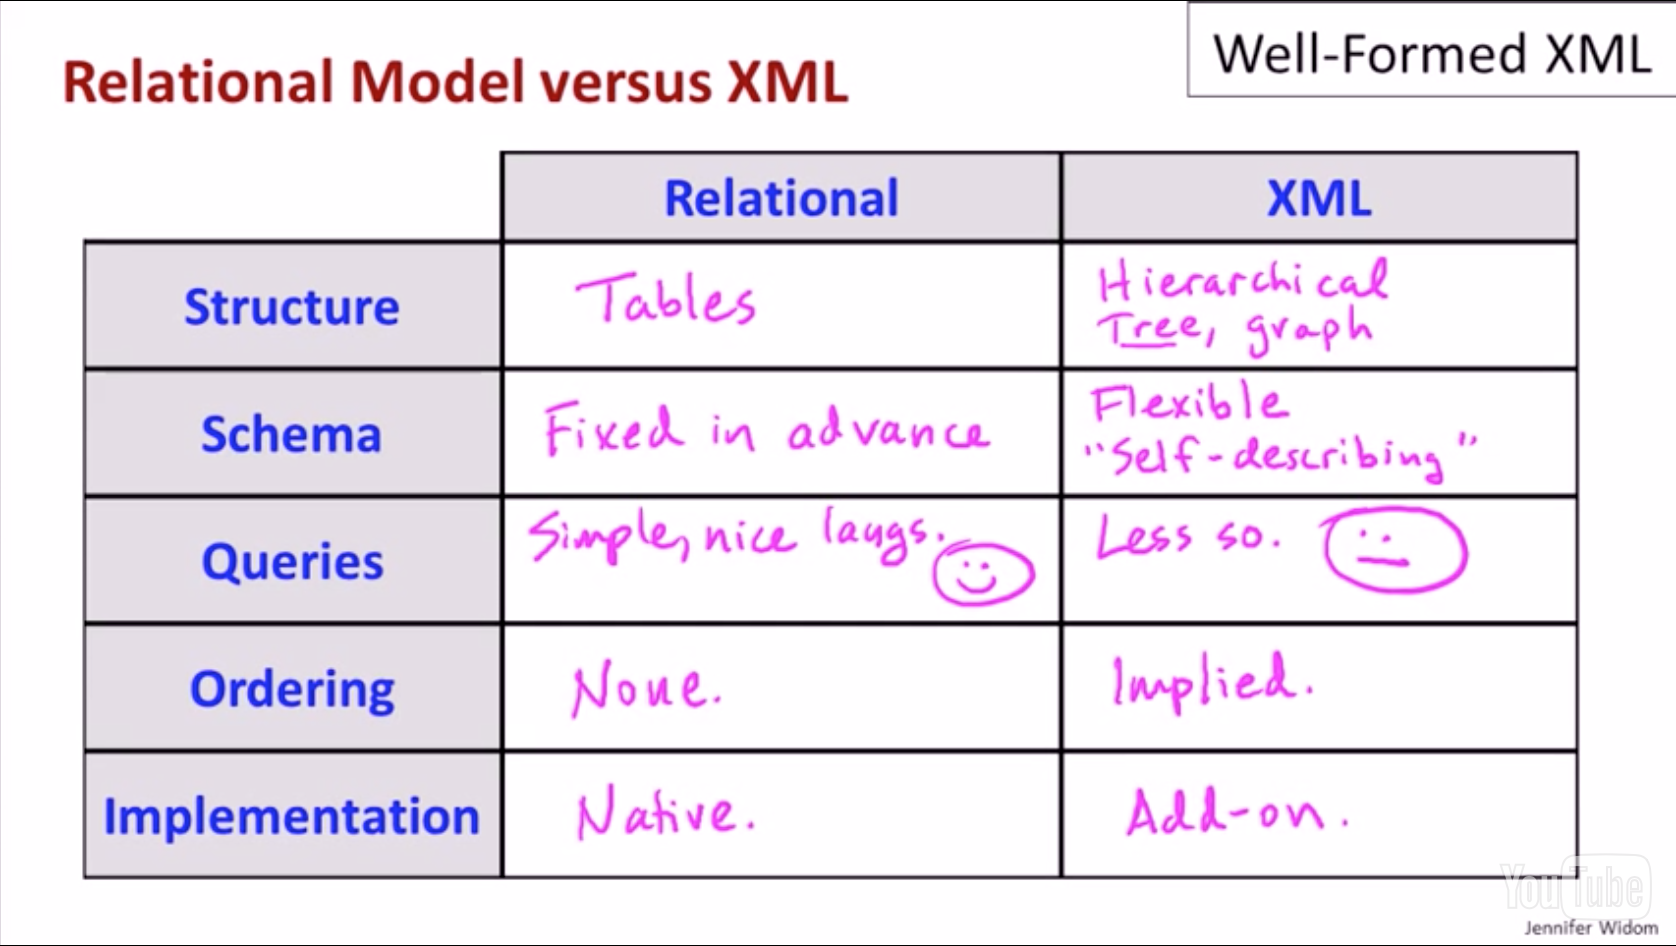 Well-Formed XML
Relational Model versus XML
Relational XML
Structure Tables Hierarchical
Tree, graph
Schema Fixed in advance Flexible
"Self-describing"
Queries Simple, nice langs. Less so.
Ordering None. Implied.
Implementation Native. Add-on.
YouTube
Jennifer Widom